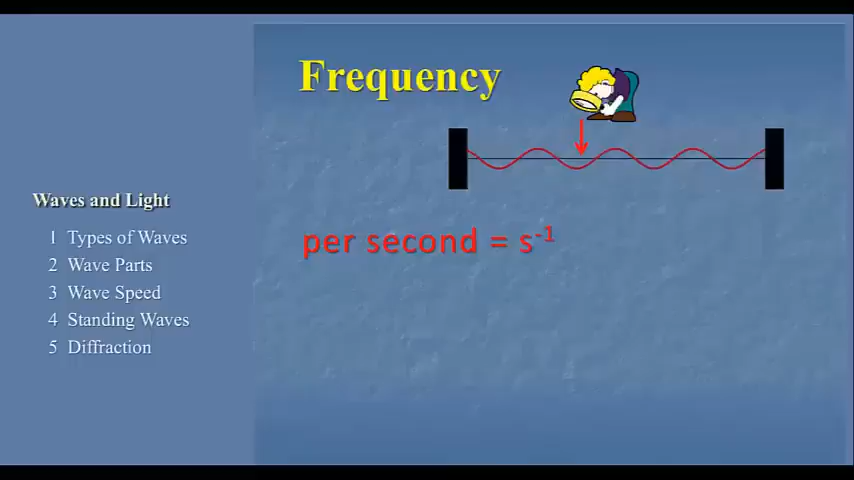 Frequency
per second = s⁻¹
Waves and Light
1 Types of Waves
2 Wave Parts
3 Wave Speed
4 Standing Waves
5 Diffraction